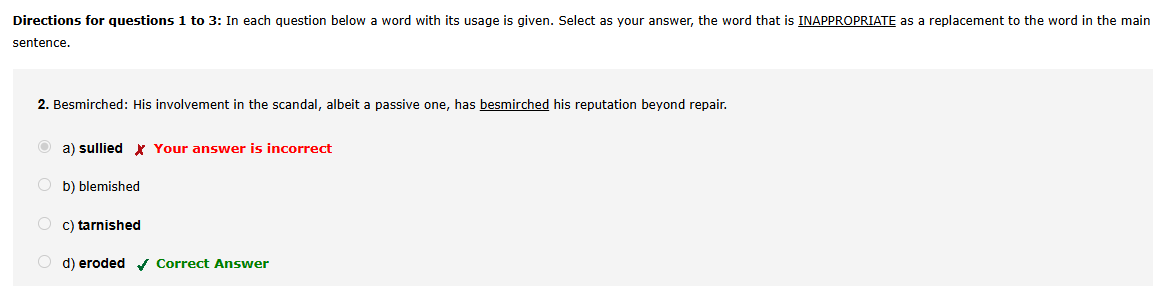 Directions for questions 1 to 3: In each question below a word with its usage is given. Select as your answer, the word that is INAPPROPRIATE as a replacement to the word in the main
sentence.
2. Besmirched: His involvement in the scandal, albeit a passive one, has besmirched his reputation beyond repair.
a) sullied ✗ Your answer is incorrect
b) blemished
c) tarnished
d) eroded ✓ Correct Answer